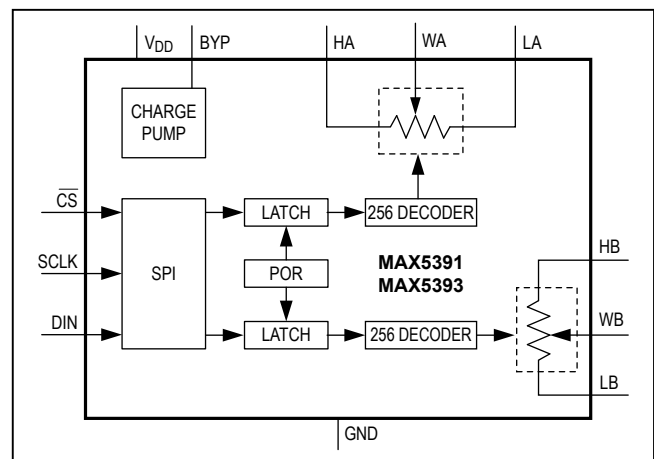 VDD BYP HA WA LA
CHARGE
PUMP
CS LATCH 256 DECODER
SCLK SPI POR MAX5391
MAX5393
HB
DIN LATCH 256 DECODER WB
LB
GND